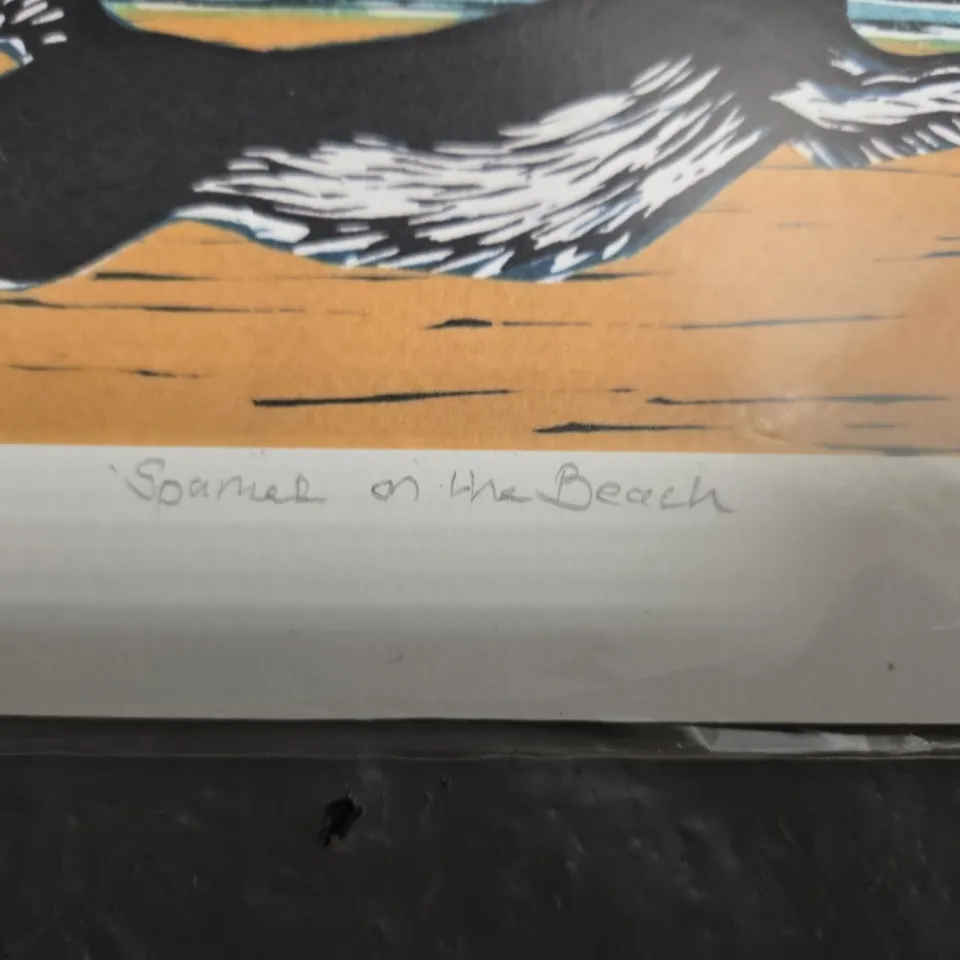 'Spaniel on the Beach